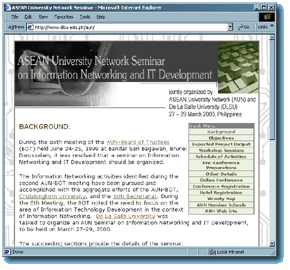 ASEAN University Network Seminar - Microsoft Internet Explorer
File Edit View Favorites Tools Help
Address http://www.dlsu.edu.ph/aun/
ASEAN University Network Seminar
on Information Networking and IT Development
jointly organized by
ASEAN University Network (AUN) and
De La Salle University (DLSU)
27 – 29 March 2000, Philippines
BACKGROUND:
During the sixth meeting of the AUN-Board of Trustees
(BOT) held June 24-25, 1999 at Bandar Seri Begawan, Brunei
Darussalam, it was resolved that a seminar on Information
Networking and IT Development should be organized.
The Information Networking activities identified during the
second AUN-BOT meeting have been pursued and
accomplished with the aggregate efforts of the AUN-BOT,
Chulalongkorn University, and the AUN Secretariat. During
the 5th Meeting, the BOT noted the need to focus on the
area of Information Technology Development in the context
of Information Networking. De La Salle University was
tasked to organize an AUN Seminar on Information
Networking and IT Development,
to be held on March 27-29, 2000.
The succeeding sections provide the details of the seminar.
Background
Objectives
Expected Project Output
Workshop Sessions
Schedule of Activities
Pre-Conference
Preparations
Other Details
Online Conference
Conference Registration
Hotel Registration
Vicinity Map
AUN Member Schools
AUN Web Site
Done
Local intranet